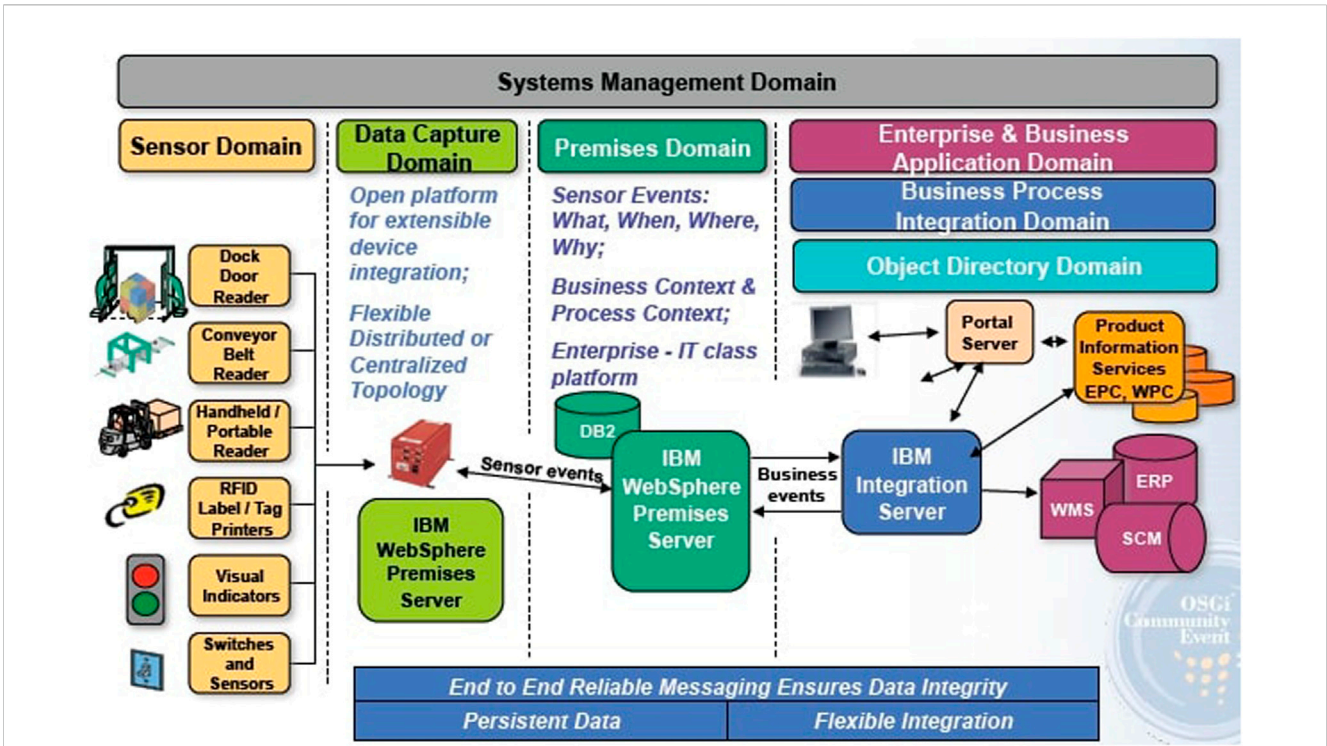 Systems Management Domain
Sensor Domain
Data Capture
Domain
Premises Domain
Enterprise & Business
Application Domain
Business Process
Integration Domain
Object Directory Domain
Open platform
for extensible
device
integration;
Flexible
Distributed or
Centralized
Topology
Sensor Events:
What, When, Where,
Why;
Business Context &
Process Context;
Enterprise - IT class
platform
Dock
Door
Reader
Conveyor
Belt
Reader
Handheld /
Portable
Reader
RFID
Label / Tag
Printers
Visual
Indicators
Switches
and
Sensors
IBM
WebSphere
Premises
Server
Sensor events
DB2
IBM
WebSphere
Premises
Server
Business
events
IBM
Integration
Server
Portal
Server
Product
Information
Services
EPC, WPC
WMS
ERP
SCM
OSGi
Community
Event
End to End Reliable Messaging Ensures Data Integrity
Persistent Data
Flexible Integration